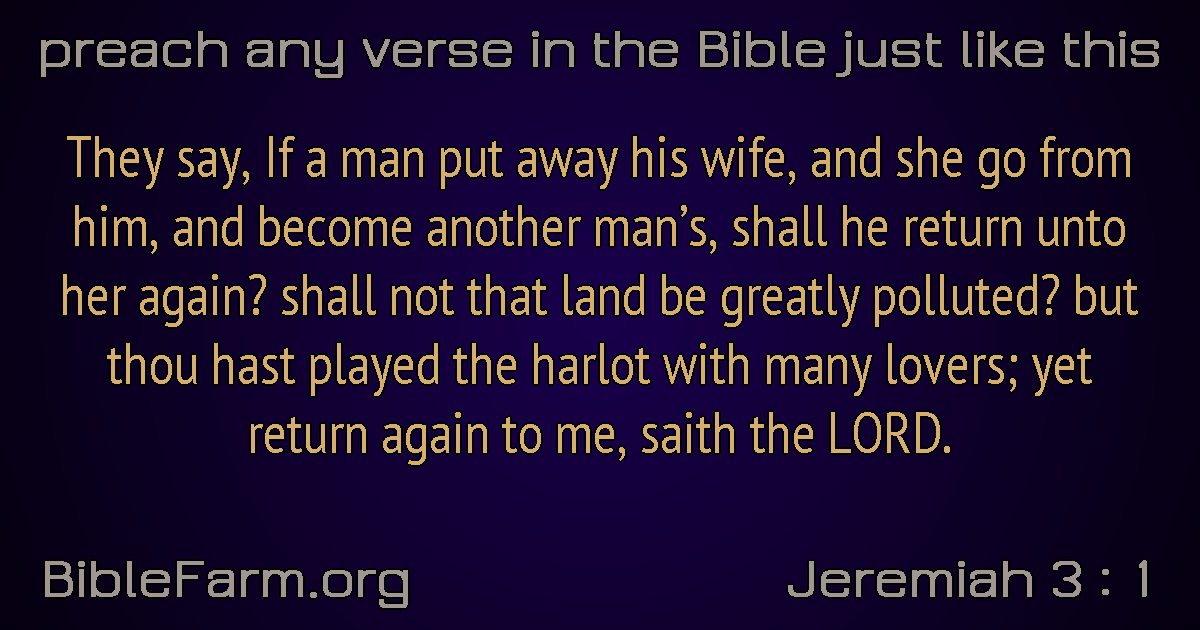 preach any verse in the Bible just like this
They say, If a man put away his wife, and she go from
him, and become another man’s, shall he return unto
her again? shall not that land be greatly polluted? but
thou hast played the harlot with many lovers; yet
return again to me, saith the LORD.
BibleFarm.org
Jeremiah 3 : 1